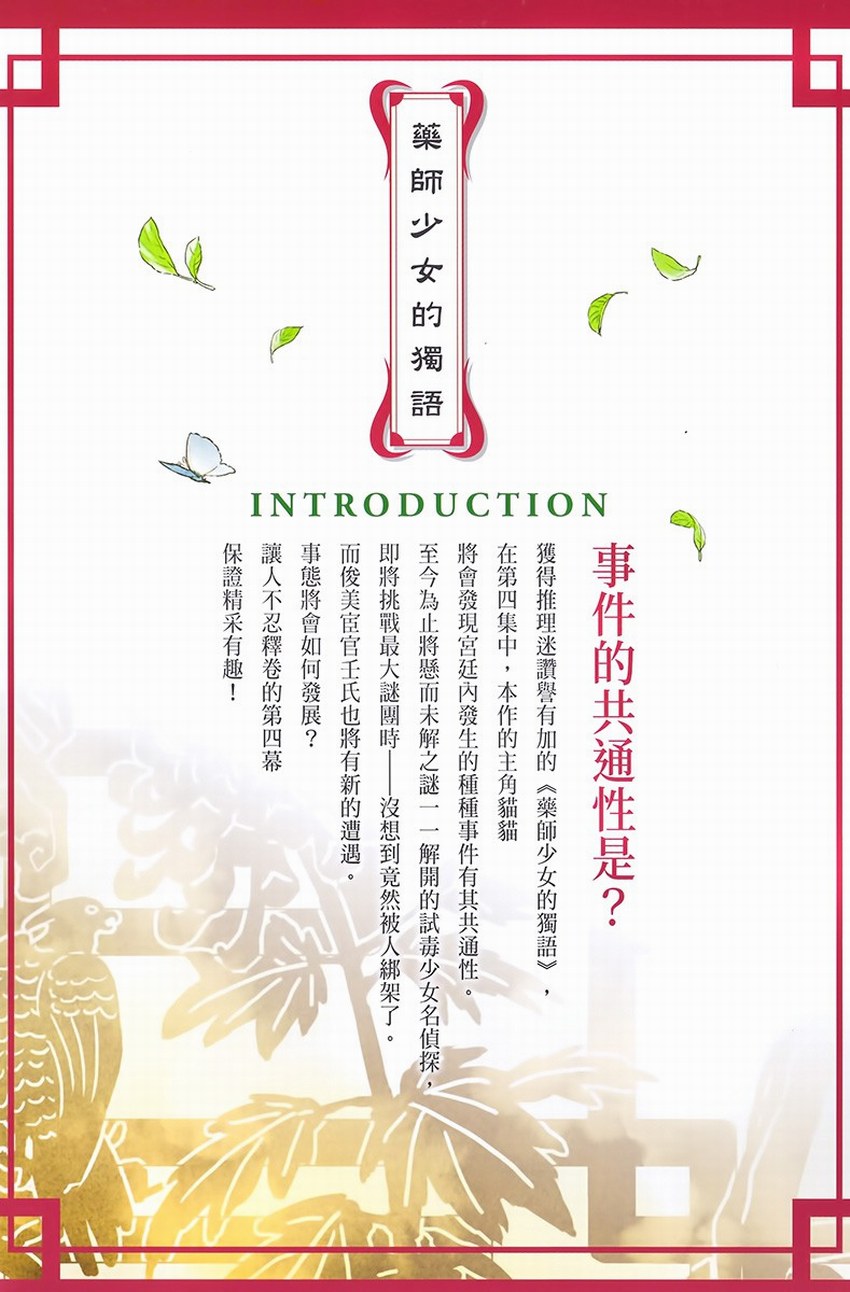 藥師少女的獨語
INTRODUCTION
事件的共通性是？
獲得推理迷讚譽有加的《藥師少女的獨語》，
在第四集中，本作的主角貓貓
將會發現宮廷內發生的種種事件有其共通性。
至今為止將懸而未解之謎一一解開的試毒少女名偵探，
即將挑戰最大謎團時——沒想到竟然被人綁架了。
而俊美宦官壬氏也將有新的遭遇。
事態將會如何發展？
讓人不忍釋卷的第四幕
保證精采有趣！